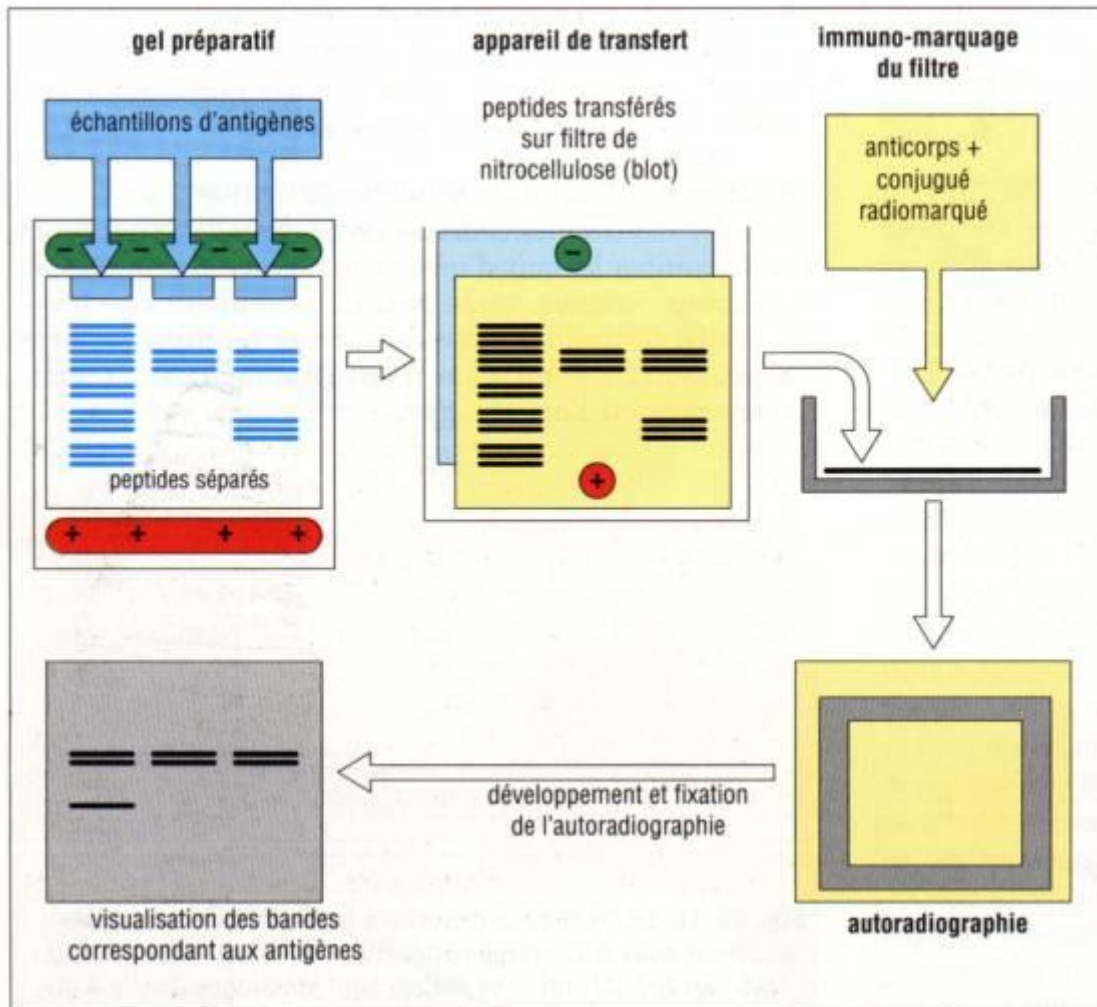 gel préparatif
échantillons d'antigènes
- - - -
peptides séparés
+ + + +
appareil de transfert
peptides transférés
sur filtre de
nitrocellulose (blot)
-
+
immuno-marquage
du filtre
anticorps +
conjugué
radiomarqué
autoradiographie
développement et fixation
de l'autoradiographie
visualisation des bandes
correspondant aux antigènes